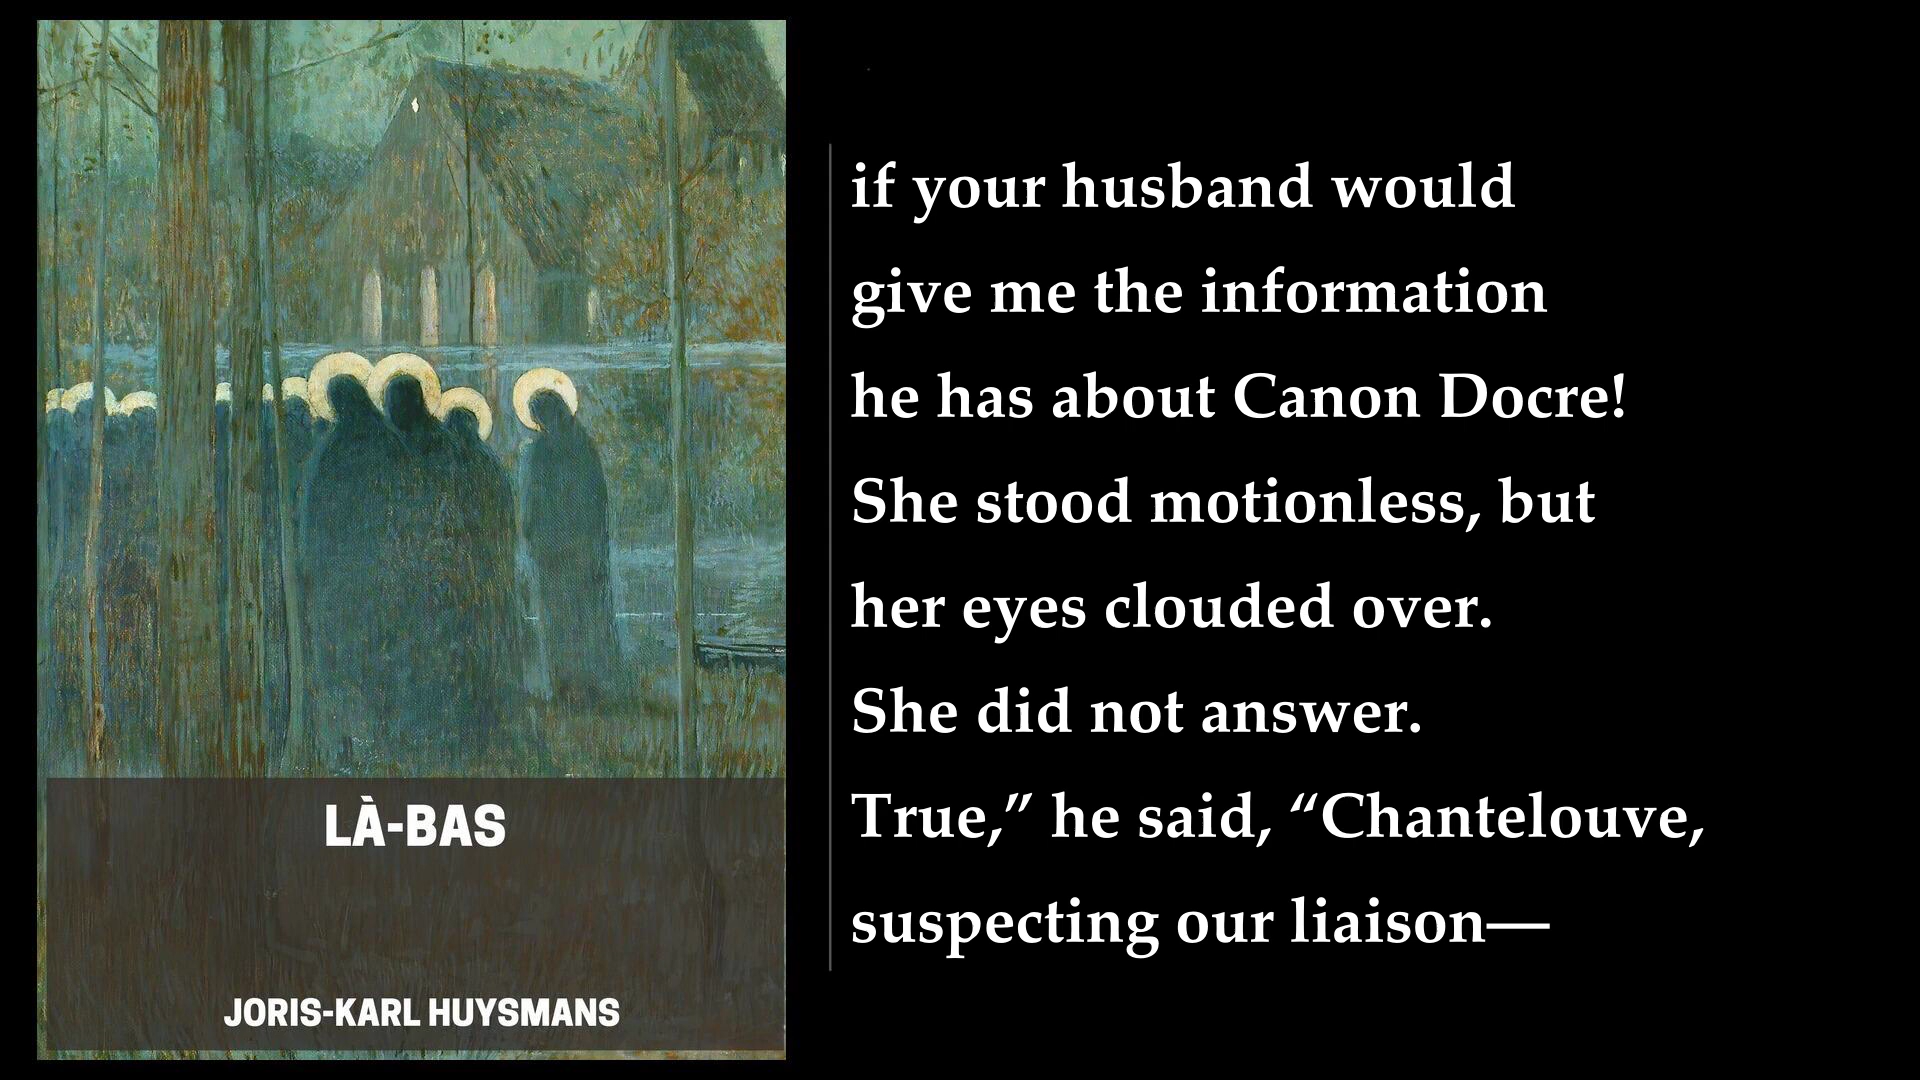 LÀ-BAS
JORIS-KARL HUYSMANS
if your husband would
give me the information
he has about Canon Docre!
She stood motionless, but
her eyes clouded over.
She did not answer.
True,” he said, “Chantelouve,
suspecting our liaison—